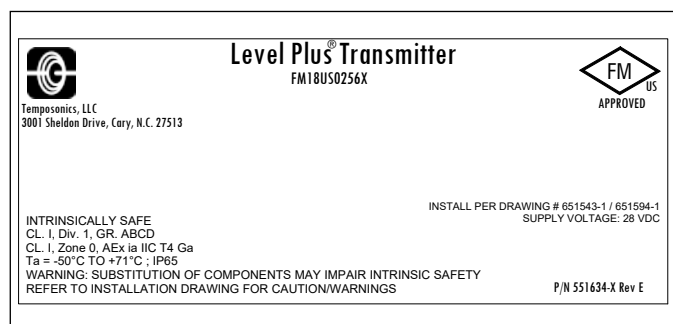 Level Plus® Transmitter
FM18US0256X
FM
US
APPROVED
Temposonics, LLC
3001 Sheldon Drive, Cary, N.C. 27513
INSTALL PER DRAWING # 651543-1 / 651594-1
SUPPLY VOLTAGE: 28 VDC
INTRINSICALLY SAFE
CL. I, Div. 1, GR. ABCD
CL. I, Zone 0, AEx ia IIC T4 Ga
Ta = -50°C TO +71°C ; IP65
WARNING: SUBSTITUTION OF COMPONENTS MAY IMPAIR INTRINSIC SAFETY
REFER TO INSTALLATION DRAWING FOR CAUTION/WARNINGS
P/N 551634-X Rev E